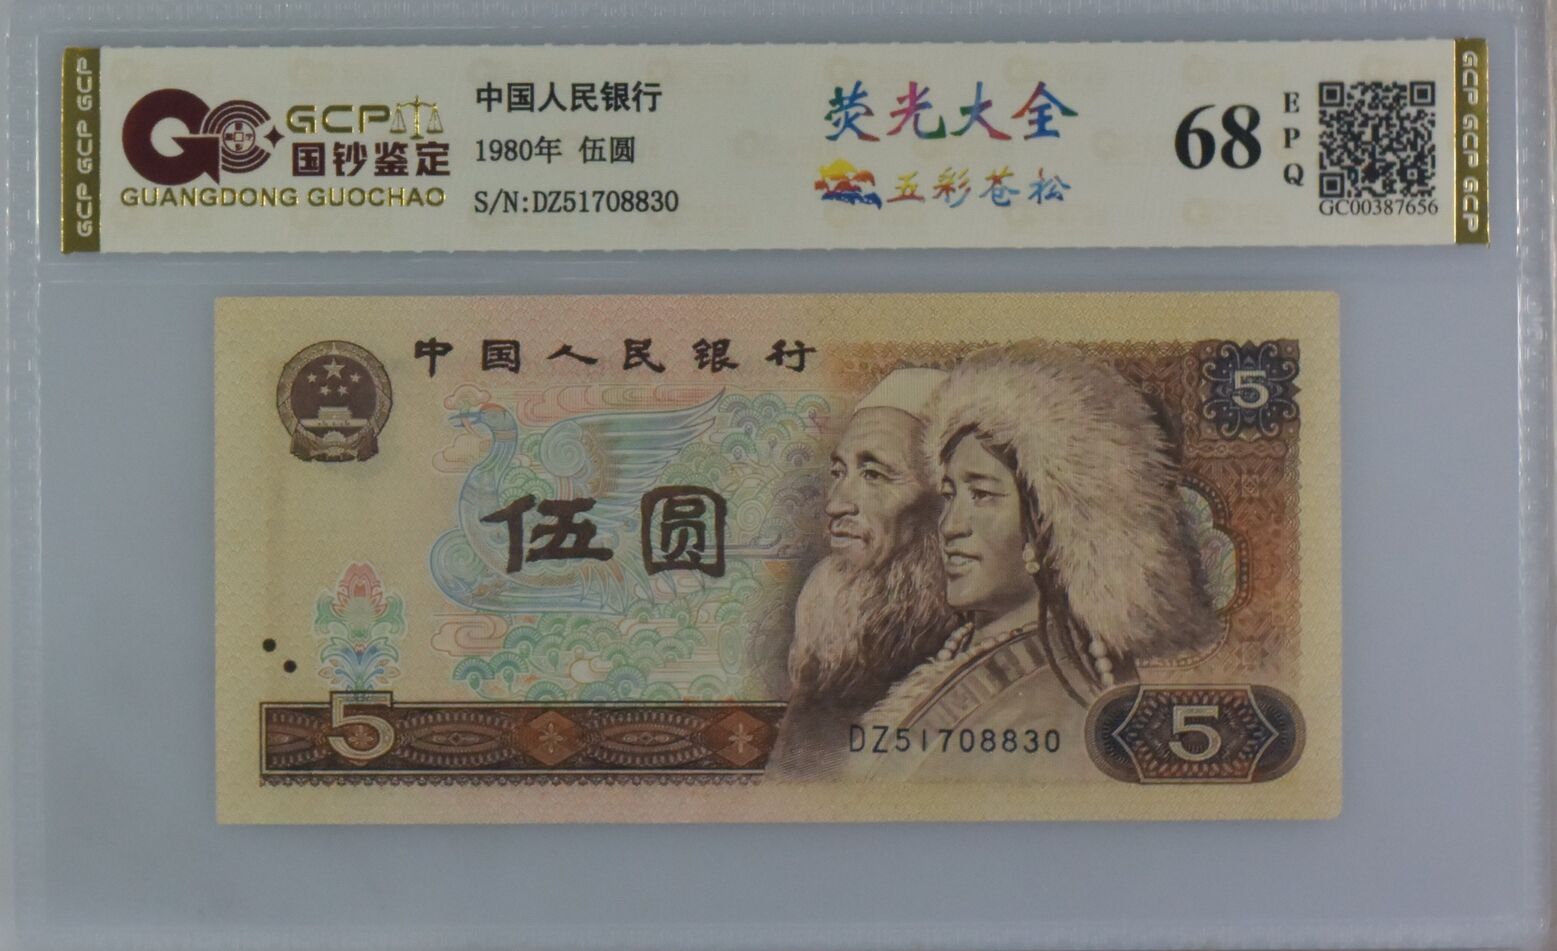 GCP GCP GCP
GCP
国钞鉴定
GUANGDONG GUOCHAO
中国人民银行
1980年 伍圆
S/N:DZ51708830
荧光大全
五彩苍松
68
EPQ
GC00387656
GCP GCP GCP
中国人民银行
5
伍圆
5
DZ51708830
5